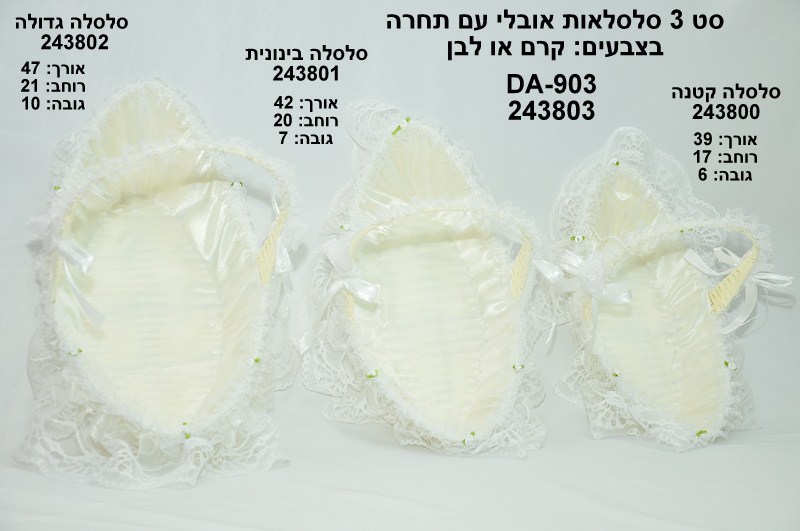 סט 3 סלסלאות אובלי עם תחרה
בצבעים: קרם או לבן
DA-903
243803
סלסלה גדולה
243802
אורך: 47
רוחב: 21
גובה: 10
סלסלה בינונית
243801
אורך: 42
רוחב: 20
גובה: 7
סלסלה קטנה
243800
אורך: 39
רוחב: 17
גובה: 6